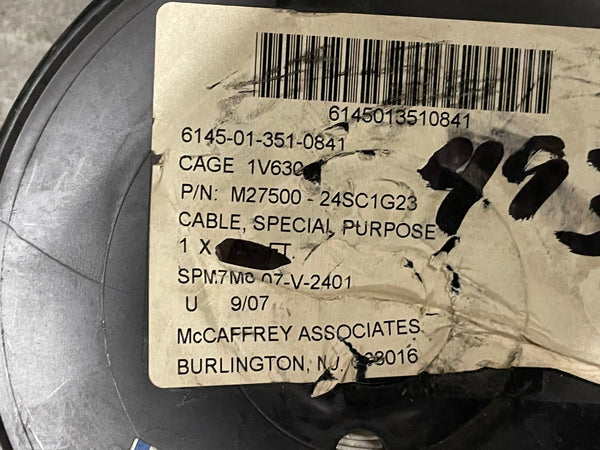 6145013510841
6145-01-351-0841
CAGE 1V630
P/N: M27500 - 24SC1G23
CABLE, SPECIAL PURPOSE
1 X FT.
07-V-2401
U 9/07
McCAFFREY ASSOCIATES
BURLINGTON, NJ.